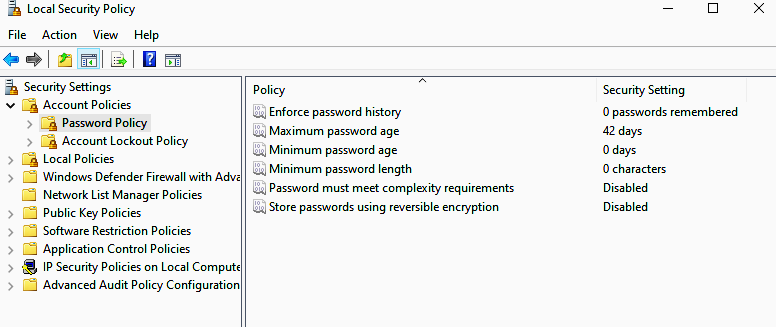 Local Security Policy
File Action View Help
Security Settings
Account Policies
Password Policy
Account Lockout Policy
Local Policies
Windows Defender Firewall with Adva
Network List Manager Policies
Public Key Policies
Software Restriction Policies
Application Control Policies
IP Security Policies on Local Compute
Advanced Audit Policy Configuration
Policy Security Setting
Enforce password history 0 passwords remembered
Maximum password age 42 days
Minimum password age 0 days
Minimum password length 0 characters
Password must meet complexity requirements Disabled
Store passwords using reversible encryption Disabled